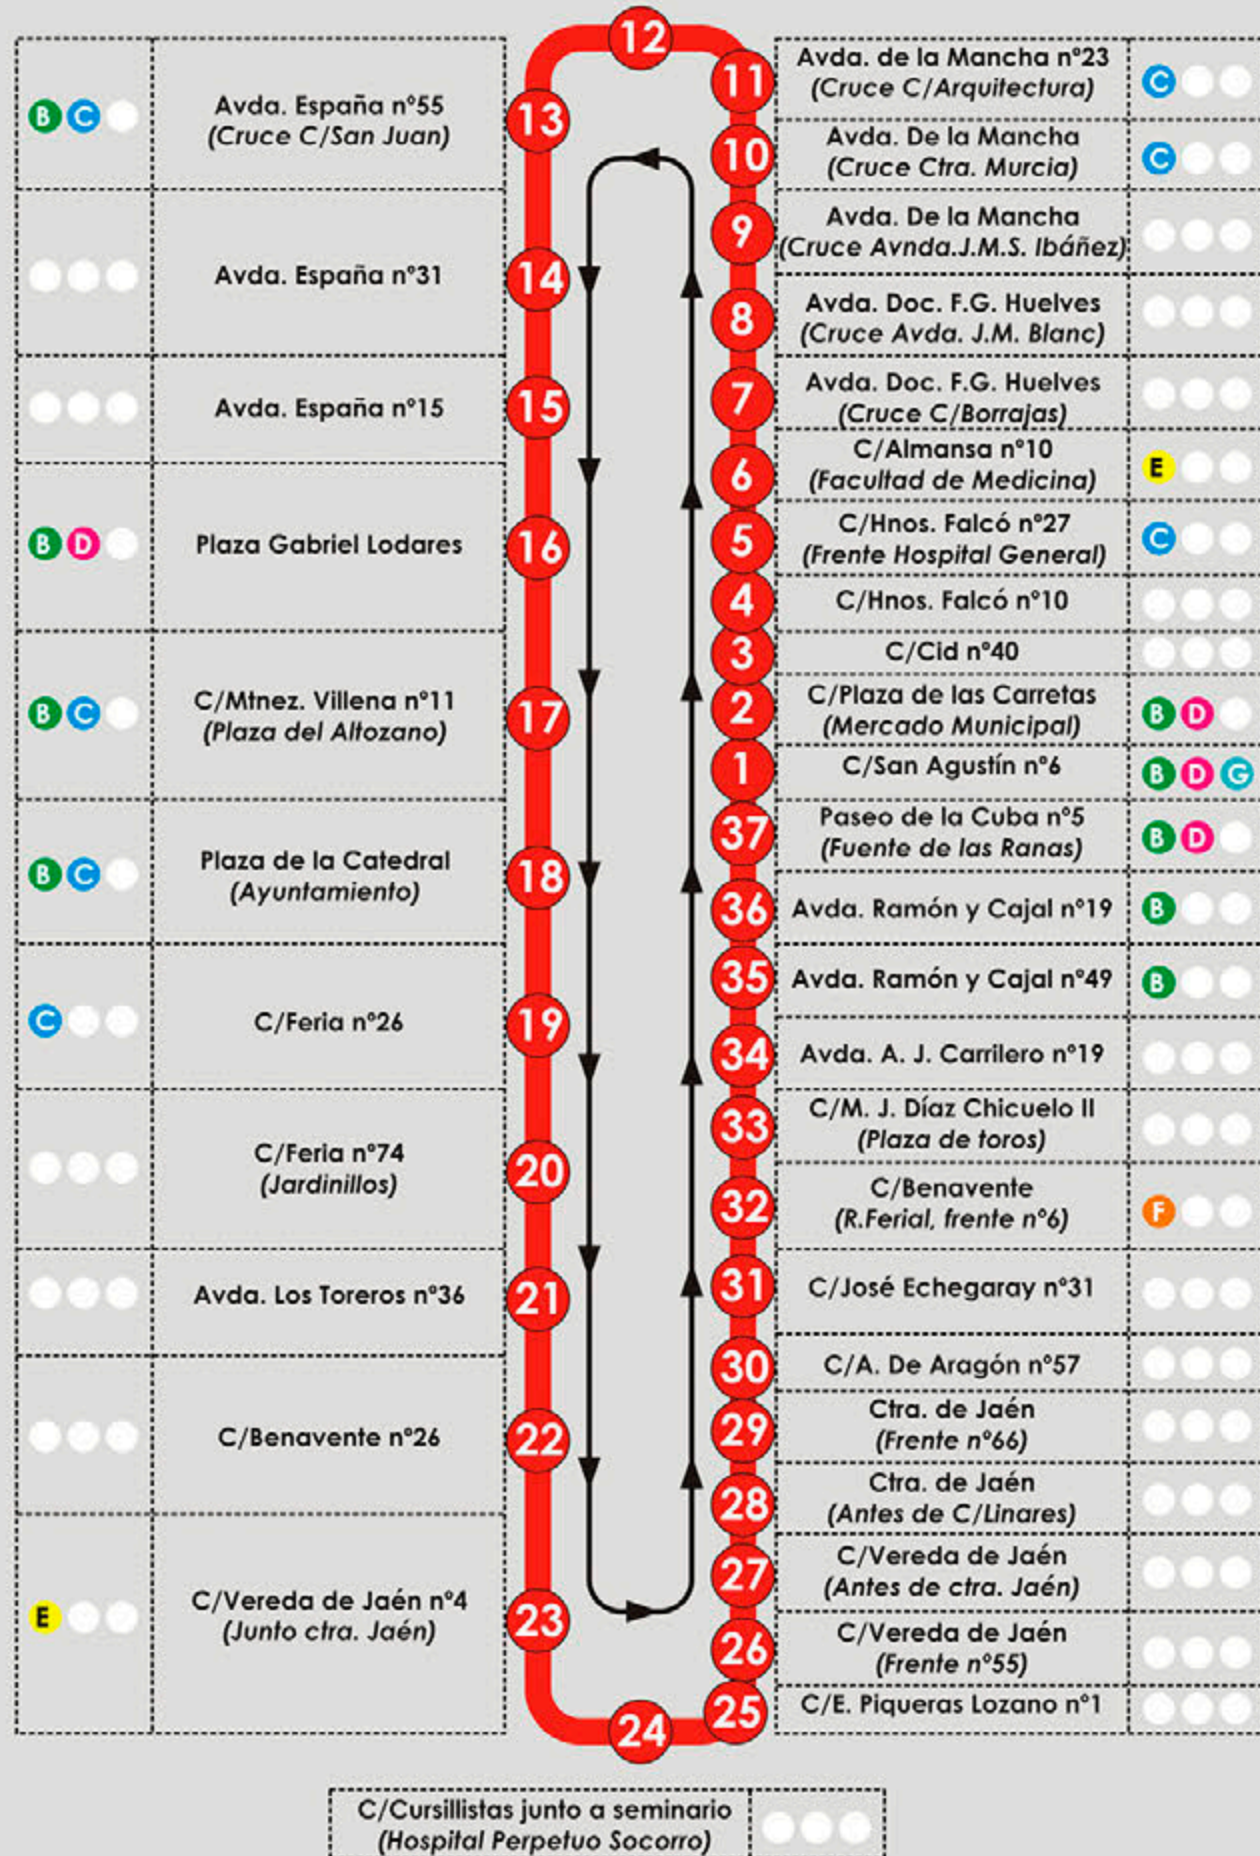 12
B C
Avda. España nº55
(Cruce C/San Juan)
13
Avda. España nº31
14
Avda. España nº15
15
B D
Plaza Gabriel Lodares
16
B C
C/Mtnez. Villena nº11
(Plaza del Altozano)
17
B C
Plaza de la Catedral
(Ayuntamiento)
18
C
C/Feria nº26
19
C/Feria nº74
(Jardinillos)
20
Avda. Los Toreros nº36
21
C/Benavente nº26
22
E
C/Vereda de Jaén nº4
(Junto ctra. Jaén)
23
24
11
Avda. de la Mancha nº23
(Cruce C/Arquitectura)
C
10
Avda. De la Mancha
(Cruce Ctra. Murcia)
C
9
Avda. De la Mancha
(Cruce Avnda.J.M.S. Ibáñez)
8
Avda. Doc. F.G. Huelves
(Cruce Avda. J.M. Blanc)
7
Avda. Doc. F.G. Huelves
(Cruce C/Borrajas)
6
C/Almansa nº10
(Facultad de Medicina)
E
5
C/Hnos. Falcó nº27
(Frente Hospital General)
C
4
C/Hnos. Falcó nº10
3
C/Cid nº40
2
C/Plaza de las Carretas
(Mercado Municipal)
B D
1
C/San Agustín nº6
B D G
37
Paseo de la Cuba nº5
(Fuente de las Ranas)
B D
36
Avda. Ramón y Cajal nº19
B
35
Avda. Ramón y Cajal nº49
B
34
Avda. A. J. Carrilero nº19
33
C/M. J. Díaz Chicuelo II
(Plaza de toros)
32
C/Benavente
(R.Ferial, frente nº6)
F
31
C/José Echegaray nº31
30
C/A. De Aragón nº57
29
Ctra. de Jaén
(Frente nº66)
28
Ctra. de Jaén
(Antes de C/Linares)
27
C/Vereda de Jaén
(Antes de ctra. Jaén)
26
C/Vereda de Jaén
(Frente nº55)
25
C/E. Piqueras Lozano nº1
C/Cursillistas junto a seminario
(Hospital Perpetuo Socorro)